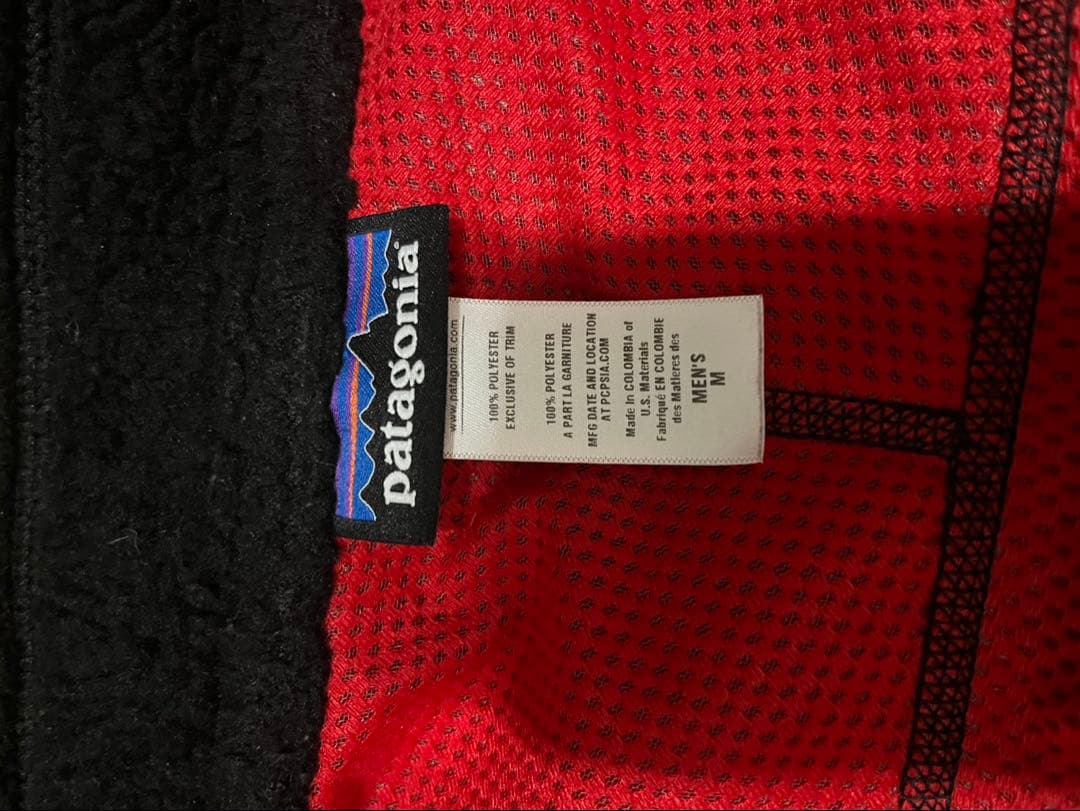 patagonia
www.patagonia.com
100% POLYESTER
EXCLUSIVE OF TRIM
100% POLYESTER
A PART LA GARNITURE
MFG DATE AND LOCATION
AT PCPSIA.COM
Made in COLOMBIA of
U.S. Materials
Fabriqué EN COLOMBIE
des Matieres des
MEN'S
M